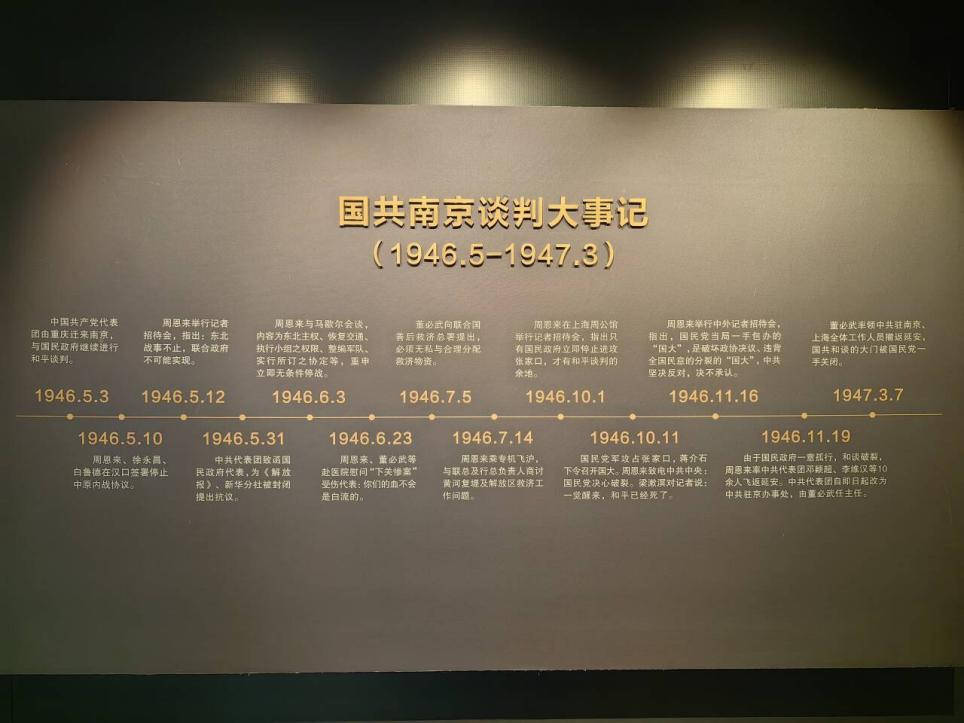 国共南京谈判大事记
（1946.5-1947.3）
中国共产党代表
团由重庆迁来南京，
与国民政府继续进行
和平谈判。
1946.5.3
周恩来、徐永昌、
白鲁德在汉口签署停止
中原内战协议。
1946.5.10
周恩来举行记者
招待会，指出：东北
战事不止，联合政府
不可能实现。
1946.5.12
1946.5.31
中共代表团致函国
民政府代表，为《解放
报》、新华分社被封闭
提出抗议。
周恩来与马歇尔会谈，
内容为东北主权、恢复交通、
执行小组之权限、整编军队、
实行所订之协定等，重申
立即无条件停战。
1946.6.3
1946.6.23
周恩来、董必武等
赴医院慰问“下关惨案”
受伤代表：你们的血不会
是白流的。
董必武向联合国
善后救济总署提出，
必须无私与合理分配
救济物资。
1946.7.5
1946.7.14
周恩来乘专机飞沪，
与联总及行总负责人商讨
黄河复堤及解放区救济工
作问题。
周恩来在上海周公馆
举行记者招待会，指出只
有国民政府立即停止进攻
张家口，才有和平谈判的
余地。
1946.10.1
1946.10.11
国民党军攻占张家口，蒋介石
下令召开国大。周恩来致电中共中央：
国民党决心破裂。梁漱溟对记者说：
一觉醒来，和平已经死了。
周恩来举行中外记者招待会，
指出，国民党当局一手包办的
“国大”，是破坏政协决议、违背
全国民意的分裂的“国大”，中共
坚决反对，决不承认。
1946.11.16
1946.11.19
由于国民政府一意孤行，和谈破裂，
周恩来率中共代表团邓颖超、李维汉等10
余人飞返延安。中共代表团自即日起改为
中共驻京办事处，由董必武任主任。
董必武率领中共驻南京、
上海全体工作人员撤返延安，
国共和谈的大门被国民党一
手关闭。
1947.3.7